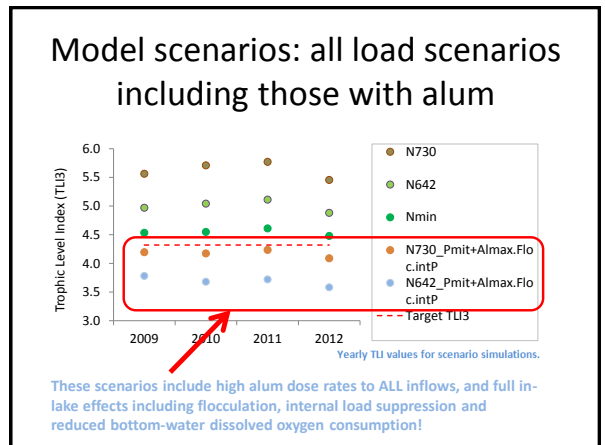 Model scenarios: all load scenarios
including those with alum
Trophic Level Index (TLI3)
6.0
5.5
5.0
4.5
4.0
3.5
3.0
2009
2010
2011
2012
N730
N642
Nmin
N730_Pmit+Almax.Flo
c.intP
N642_Pmit+Almax.Flo
c.intP
Target TLI3
Yearly TLI values for scenario simulations.
These scenarios include high alum dose rates to ALL inflows, and full in-
lake effects including flocculation, internal load suppression and
reduced bottom-water dissolved oxygen consumption!